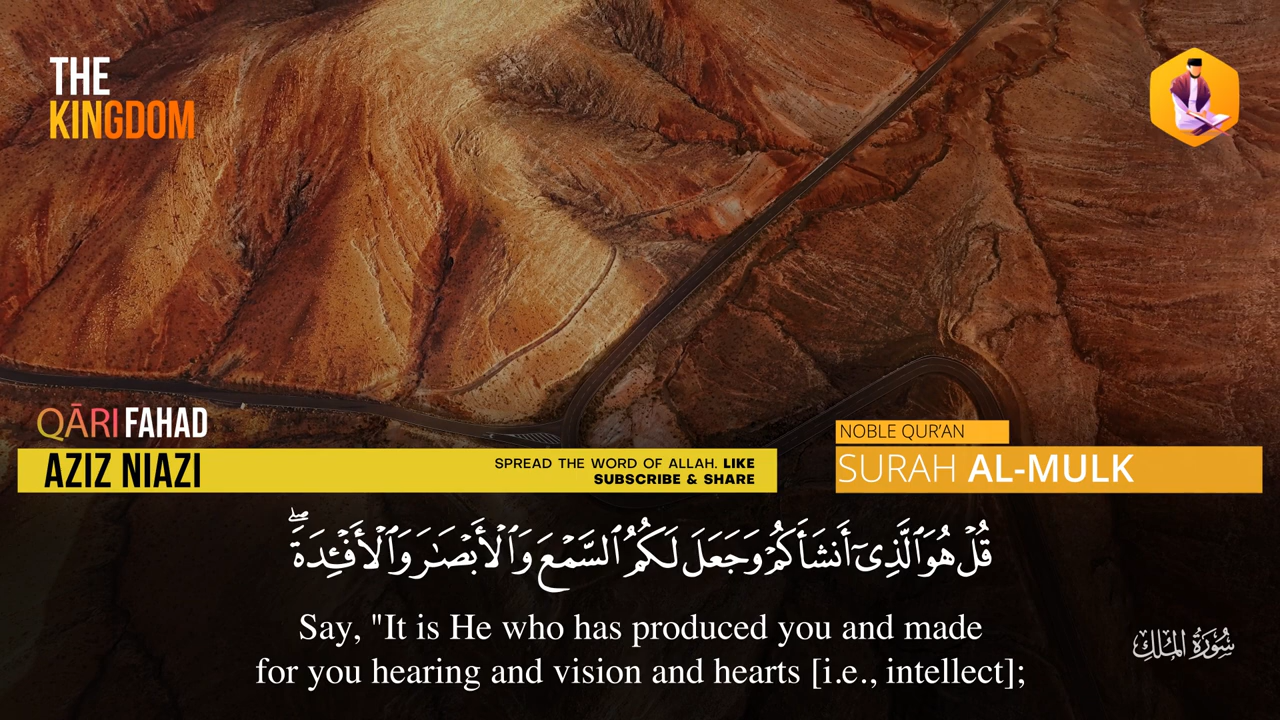 THE
KINGDOM
QĀRI FAHAD
AZIZ NIAZI
SPREAD THE WORD OF ALLAH. LIKE
SUBSCRIBE & SHARE
NOBLE QUR’AN
SURAH AL-MULK
قُلْ هُوَ ٱلَّذِىٓ أَنشَأَكُمْ وَجَعَلَ لَكُمُ ٱلسَّمْعَ وَٱلْأَبْصَـٰرَ وَٱلْأَفْـِٔدَةَ ۖ
Say, "It is He who has produced you and made
for you hearing and vision and hearts [i.e., intellect];
سُورَةُ الملك